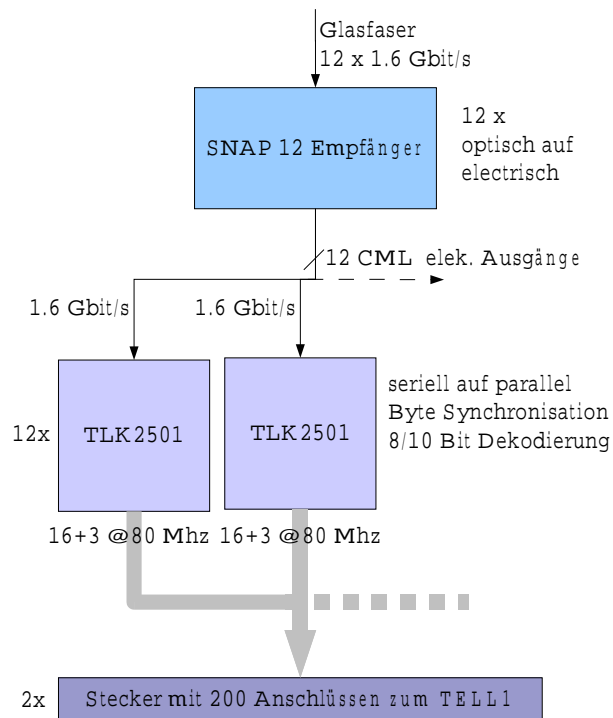 Glasfaser
12 x 1.6 Gbit/s
SNAP 12 Empfänger
12 x
optisch auf
electrisch
12 CML elek. Ausgänge
1.6 Gbit/s
1.6 Gbit/s
12x
TLK2501
TLK2501
seriell auf parallel
Byte Synchronisation
8/10 Bit Dekodierung
16+3 @80 Mhz
16+3 @80 Mhz
2x
Stecker mit 200 Anschlüssen zum TELL1